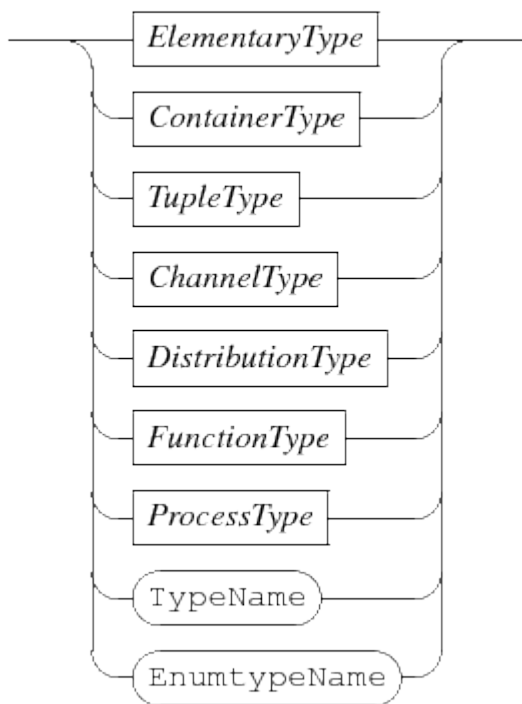 ElementaryType
ContainerType
TupleType
ChannelType
DistributionType
FunctionType
ProcessType
TypeName
EnumtypeName